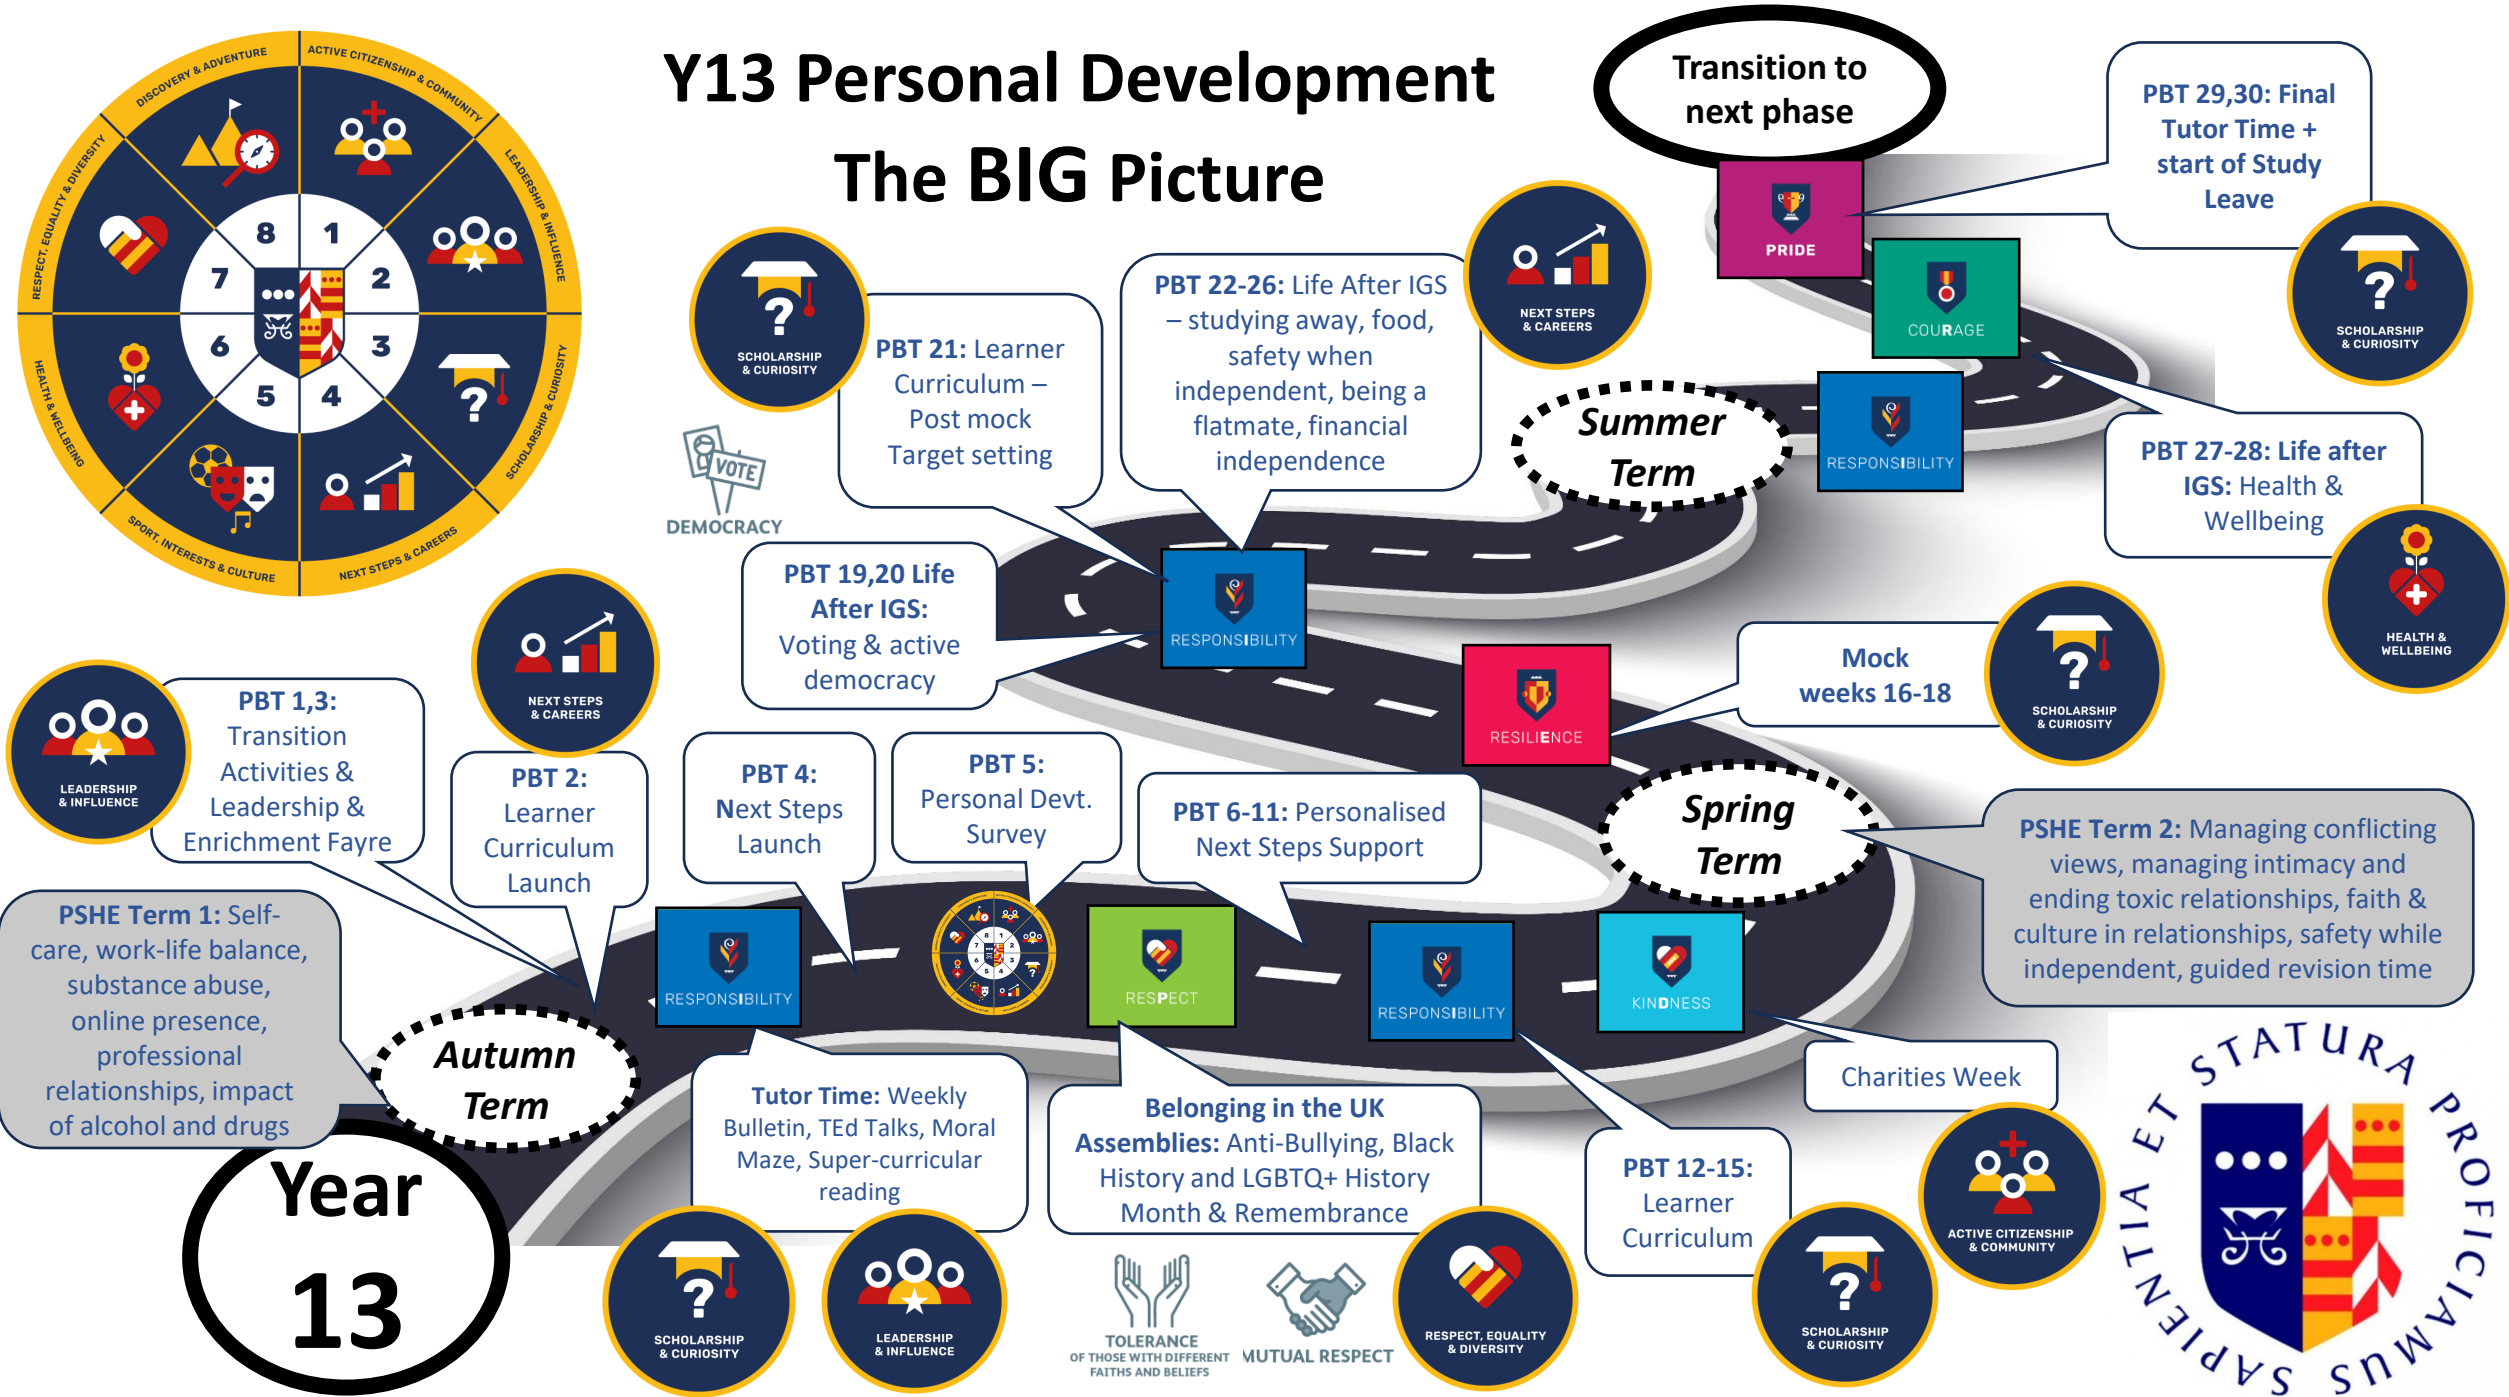 Y13 Personal Development
The BIG Picture
DISCOVERY & ADVENTURE
ACTIVE CITIZENSHIP & COMMUNITY
LEADERSHIP & INFLUENCE
SCHOLARSHIP & CURIOSITY
NEXT STEPS & CAREERS
SPORT, INTERESTS & CULTURE
HEALTH & WELLBEING
RESPECT, EQUALITY & DIVERSITY
8
1
7
2
6
3
5
4
?
Transition to
next phase
PBT 29,30: Final
Tutor Time +
start of Study
Leave
?
SCHOLARSHIP
& CURIOSITY
PRIDE
COURAGE
RESPONSIBILITY
PBT 27-28: Life after
IGS: Health &
Wellbeing
HEALTH &
WELLBEING
Summer
Term
NEXT STEPS
& CAREERS
PBT 22-26: Life After IGS
– studying away, food,
safety when
independent, being a
flatmate, financial
independence
?
SCHOLARSHIP
& CURIOSITY
PBT 21: Learner
Curriculum –
Post mock
Target setting
VOTE
DEMOCRACY
PBT 19,20 Life
After IGS:
Voting & active
democracy
RESPONSIBILITY
RESILIENCE
Mock
weeks 16-18
?
SCHOLARSHIP
& CURIOSITY
Spring
Term
PSHE Term 2: Managing conflicting
views, managing intimacy and
ending toxic relationships, faith &
culture in relationships, safety while
independent, guided revision time
NEXT STEPS
& CAREERS
LEADERSHIP
& INFLUENCE
PBT 1,3:
Transition
Activities &
Leadership &
Enrichment Fayre
PBT 2:
Learner
Curriculum
Launch
PBT 4:
Next Steps
Launch
PBT 5:
Personal Devt.
Survey
PBT 6-11: Personalised
Next Steps Support
PSHE Term 1: Self-
care, work-life balance,
substance abuse,
online presence,
professional
relationships, impact
of alcohol and drugs
Autumn
Term
RESPONSIBILITY
8
1
7
2
6
3
5
4
?
RESPECT
RESPONSIBILITY
KINDNESS
Charities Week
ACTIVE CITIZENSHIP
& COMMUNITY
Tutor Time: Weekly
Bulletin, TEd Talks, Moral
Maze, Super-curricular
reading
?
SCHOLARSHIP
& CURIOSITY
LEADERSHIP
& INFLUENCE
Belonging in the UK
Assemblies: Anti-Bullying, Black
History and LGBTQ+ History
Month & Remembrance
TOLERANCE
OF THOSE WITH DIFFERENT
FAITHS AND BELIEFS
MUTUAL RESPECT
RESPECT, EQUALITY
& DIVERSITY
PBT 12-15:
Learner
Curriculum
?
SCHOLARSHIP
& CURIOSITY
Year
13
SAPIENTIA ET STATURA PROFICIAMUS